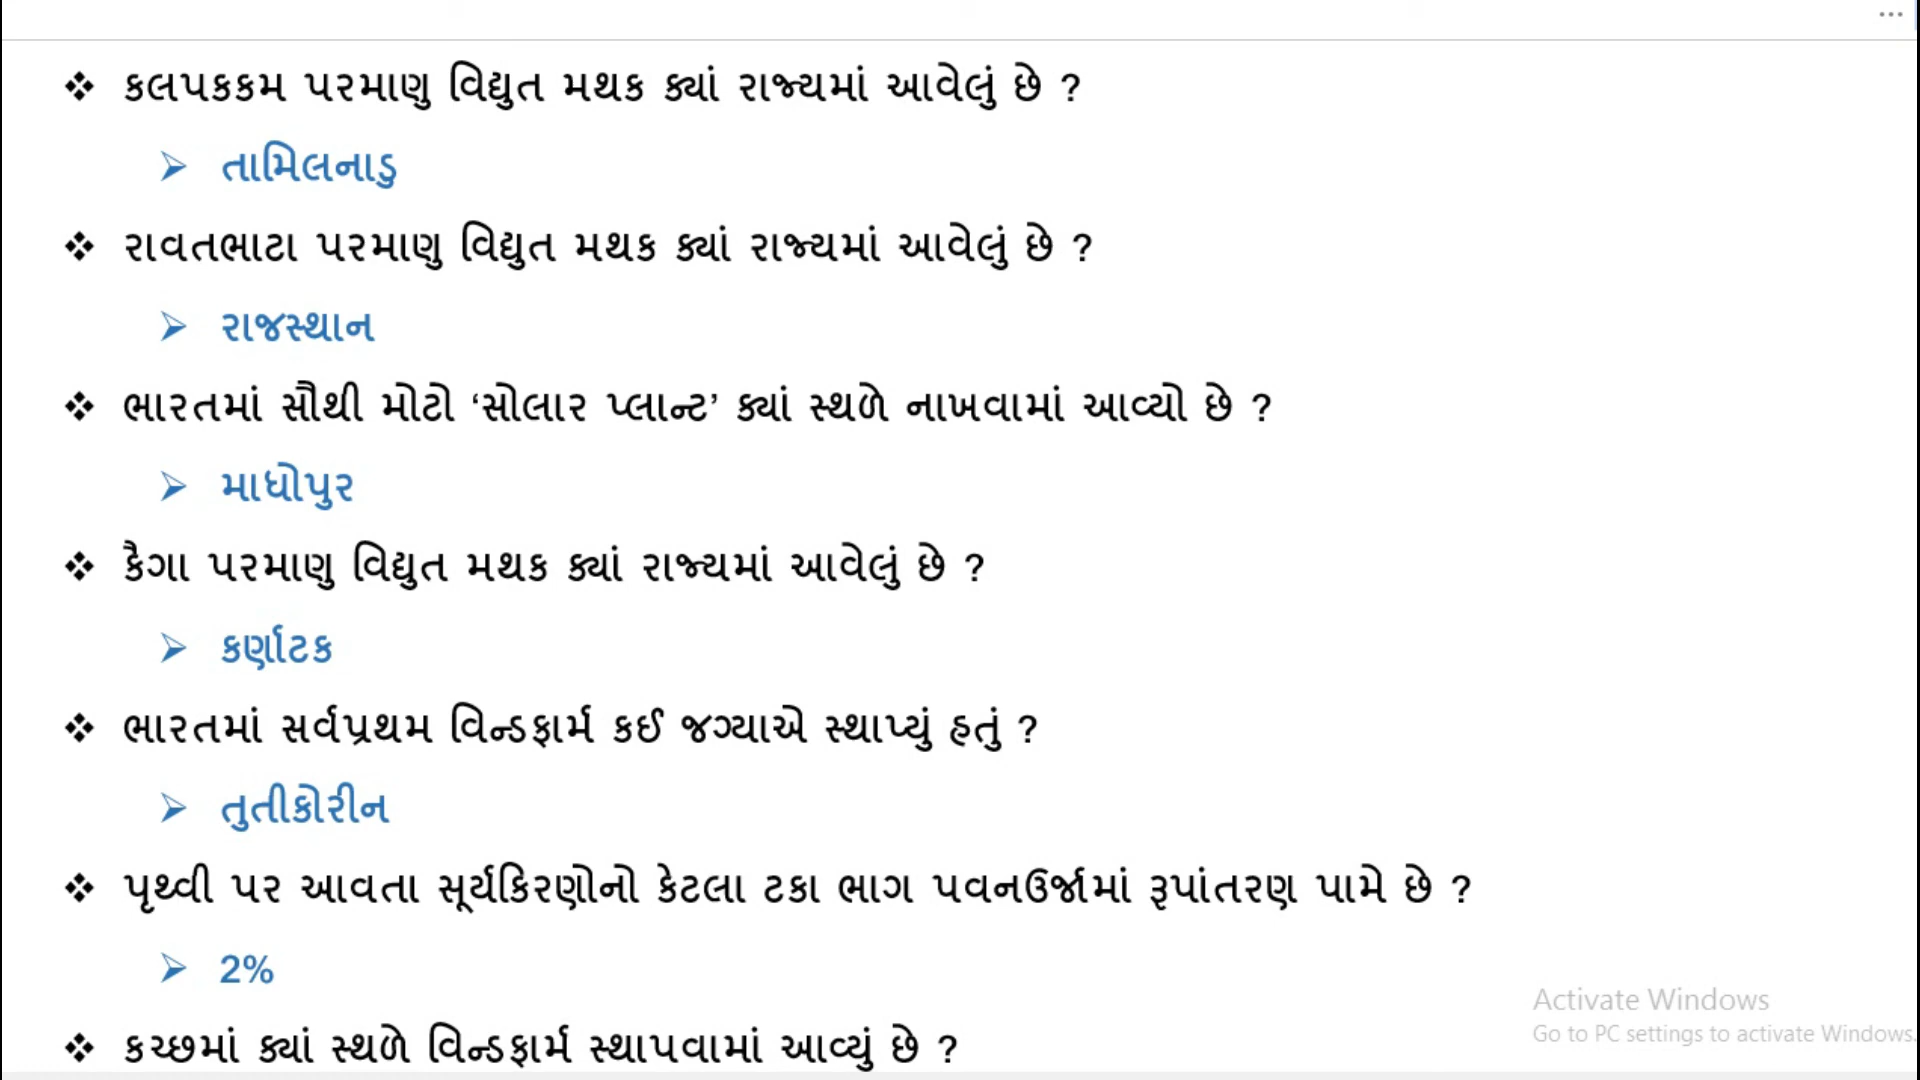 ❖ કલપકકમ પરમાણુ વિદ્યુત મથક ક્યાં રાજ્યમાં આવેલું છે ?
➢ તામિલનાડુ
❖ રાવતભાટા પરમાણુ વિદ્યુત મથક ક્યાં રાજ્યમાં આવેલું છે ?
➢ રાજસ્થાન
❖ ભારતમાં સૌથી મોટો ‘સોલાર પ્લાન્ટ’ ક્યાં સ્થળે નાખવામાં આવ્યો છે ?
➢ માધોપુર
❖ કૈગા પરમાણુ વિદ્યુત મથક ક્યાં રાજ્યમાં આવેલું છે ?
➢ કર્ણાટક
❖ ભારતમાં સર્વપ્રથમ વિન્ડફાર્મ કઈ જગ્યાએ સ્થાપ્યું હતું ?
➢ તુતીકોરીન
❖ પૃથ્વી પર આવતા સૂર્યકિરણોનો કેટલા ટકા ભાગ પવનઉર્જામાં રૂપાંતરણ પામે છે ?
➢ 2%
❖ કચ્છમાં ક્યાં સ્થળે વિન્ડફાર્મ સ્થાપવામાં આવ્યું છે ?
Activate Windows
Go to PC settings to activate Windows.